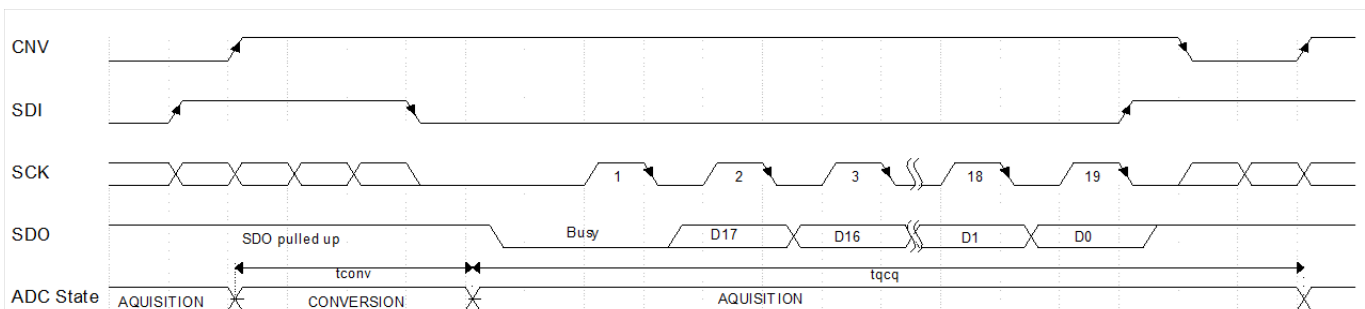 CNV
SDI
SCK 1 2 3 18 19
SDO SDO pulled up Busy D17 D16 D1 D0
tconv tqcq
ADC State AQUISITION CONVERSION AQUISITION